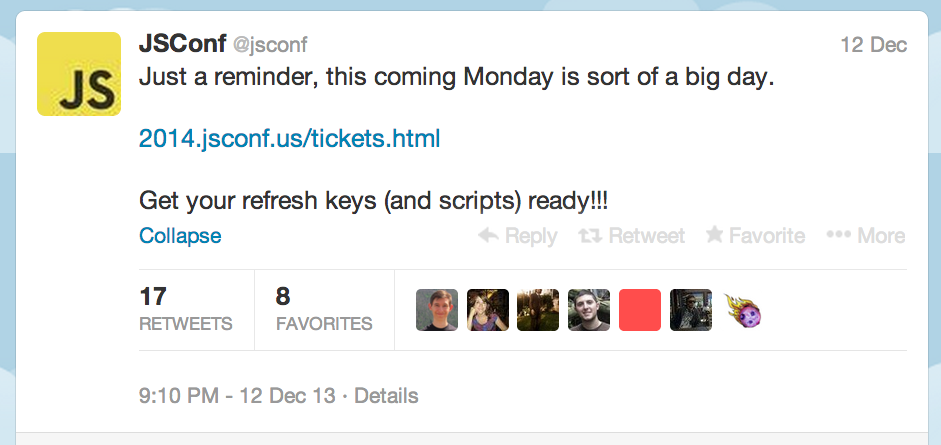 JS
JSConf @jsconf 12 Dec
Just a reminder, this coming Monday is sort of a big day.
2014.jsconf.us/tickets.html
Get your refresh keys (and scripts) ready!!!
Collapse Reply Retweet Favorite More
17 8
RETWEETS FAVORITES
9:10 PM - 12 Dec 13 · Details